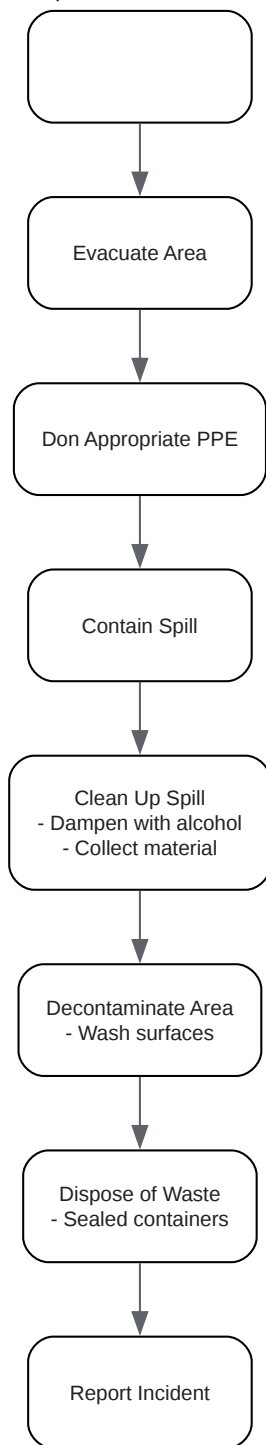 Evacuate Area
Don Appropriate PPE
Contain Spill
Clean Up Spill
- Dampen with alcohol
- Collect material
Decontaminate Area
- Wash surfaces
Dispose of Waste
- Sealed containers
Report Incident